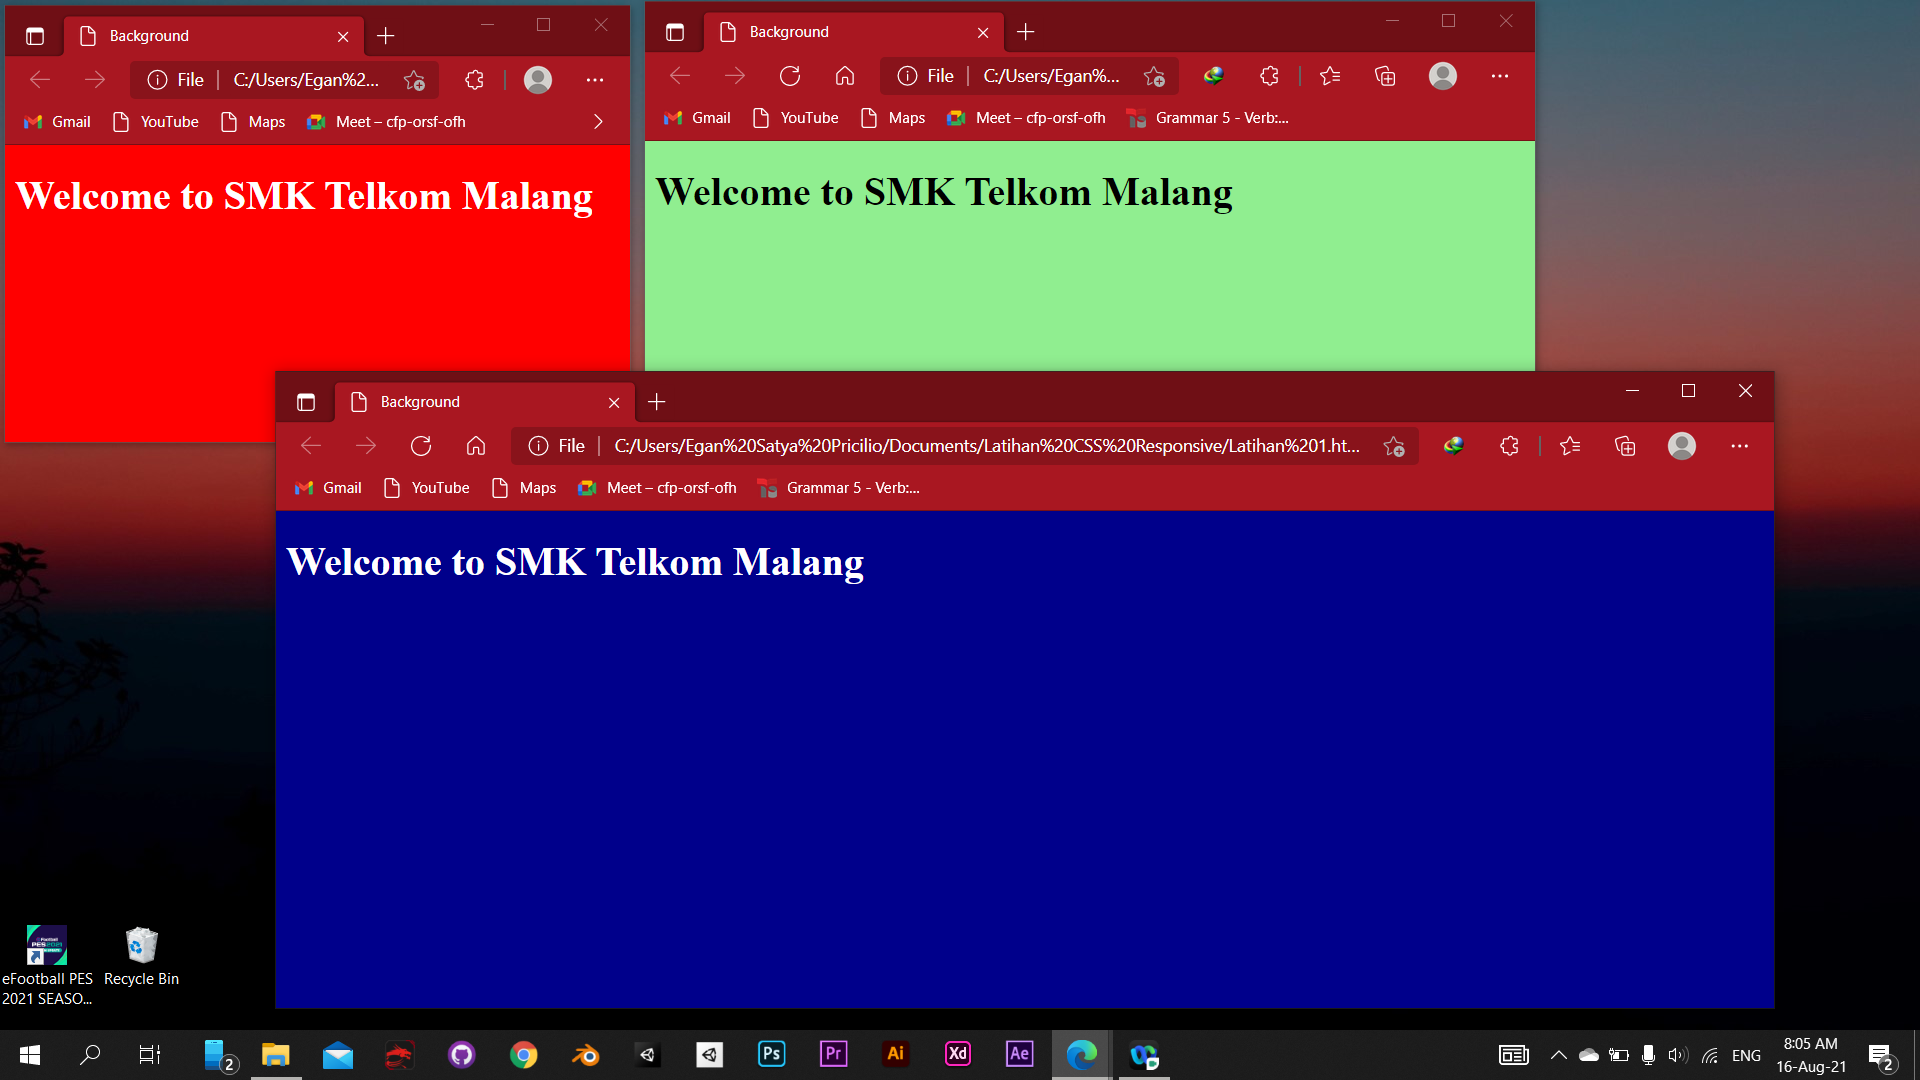 Background
File
C:/Users/Egan%2...
Gmail
YouTube
Maps
Meet – cfp-orsf-ofh
Welcome to SMK Telkom Malang
Background
File
C:/Users/Egan%...
Gmail
YouTube
Maps
Meet – cfp-orsf-ofh
Grammar 5 - Verb:...
Welcome to SMK Telkom Malang
Background
File
C:/Users/Egan%20Satya%20Pricilio/Documents/Latihan%20CSS%20Responsive/Latihan%201.ht...
Gmail
YouTube
Maps
Meet – cfp-orsf-ofh
Grammar 5 - Verb:...
Welcome to SMK Telkom Malang
eFootball PES
2021 SEASO...
Recycle Bin
2
Ps
Pr
Ai
Xd
Ae
ENG
8:05 AM
16-Aug-21
2